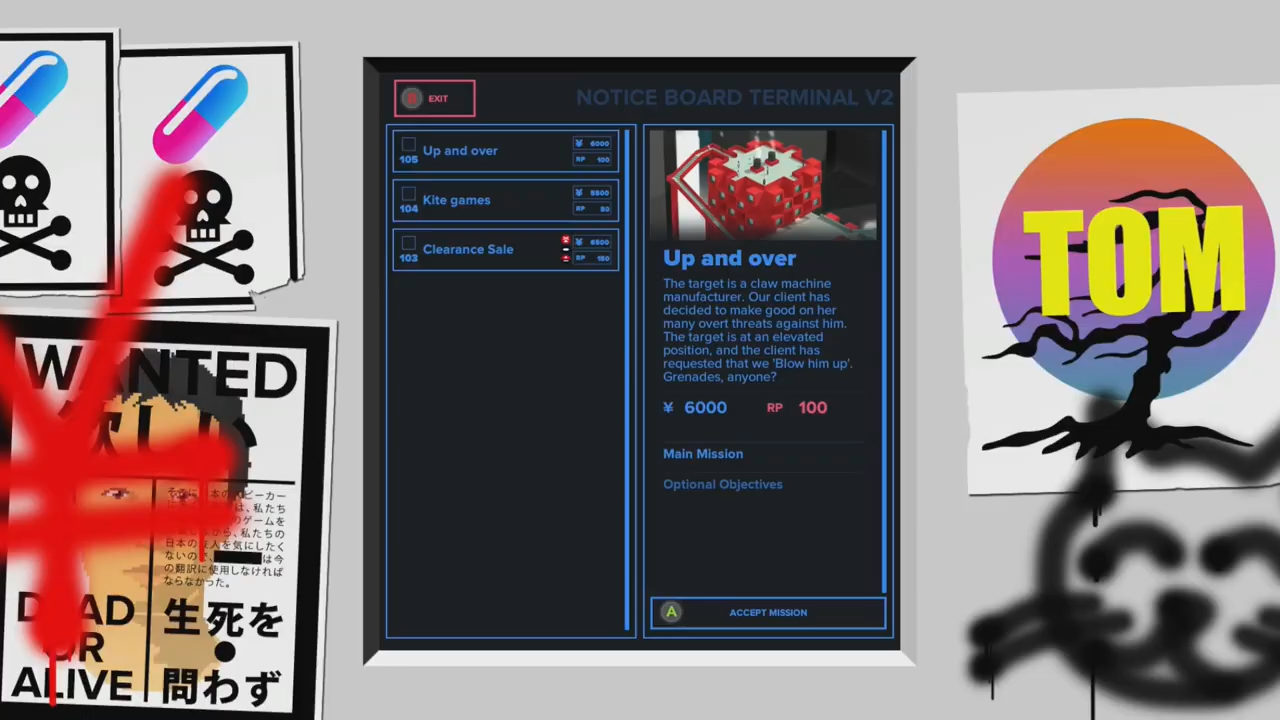 EXIT
NOTICE BOARD TERMINAL V2
105
Up and over
¥ 6000
RP 100
104
Kite games
¥ 5500
RP 50
103
Clearance Sale
¥ 6500
RP 150
Up and over
The target is a claw machine
manufacturer. Our client has
decided to make good on her
many overt threats against him.
The target is at an elevated
position, and the client has
requested that we 'Blow him up'.
Grenades, anyone?
¥ 6000 RP 100
Main Mission
Optional Objectives
A ACCEPT MISSION
WANTED
DEAD
OR
ALIVE
生死を
問わず
TOM